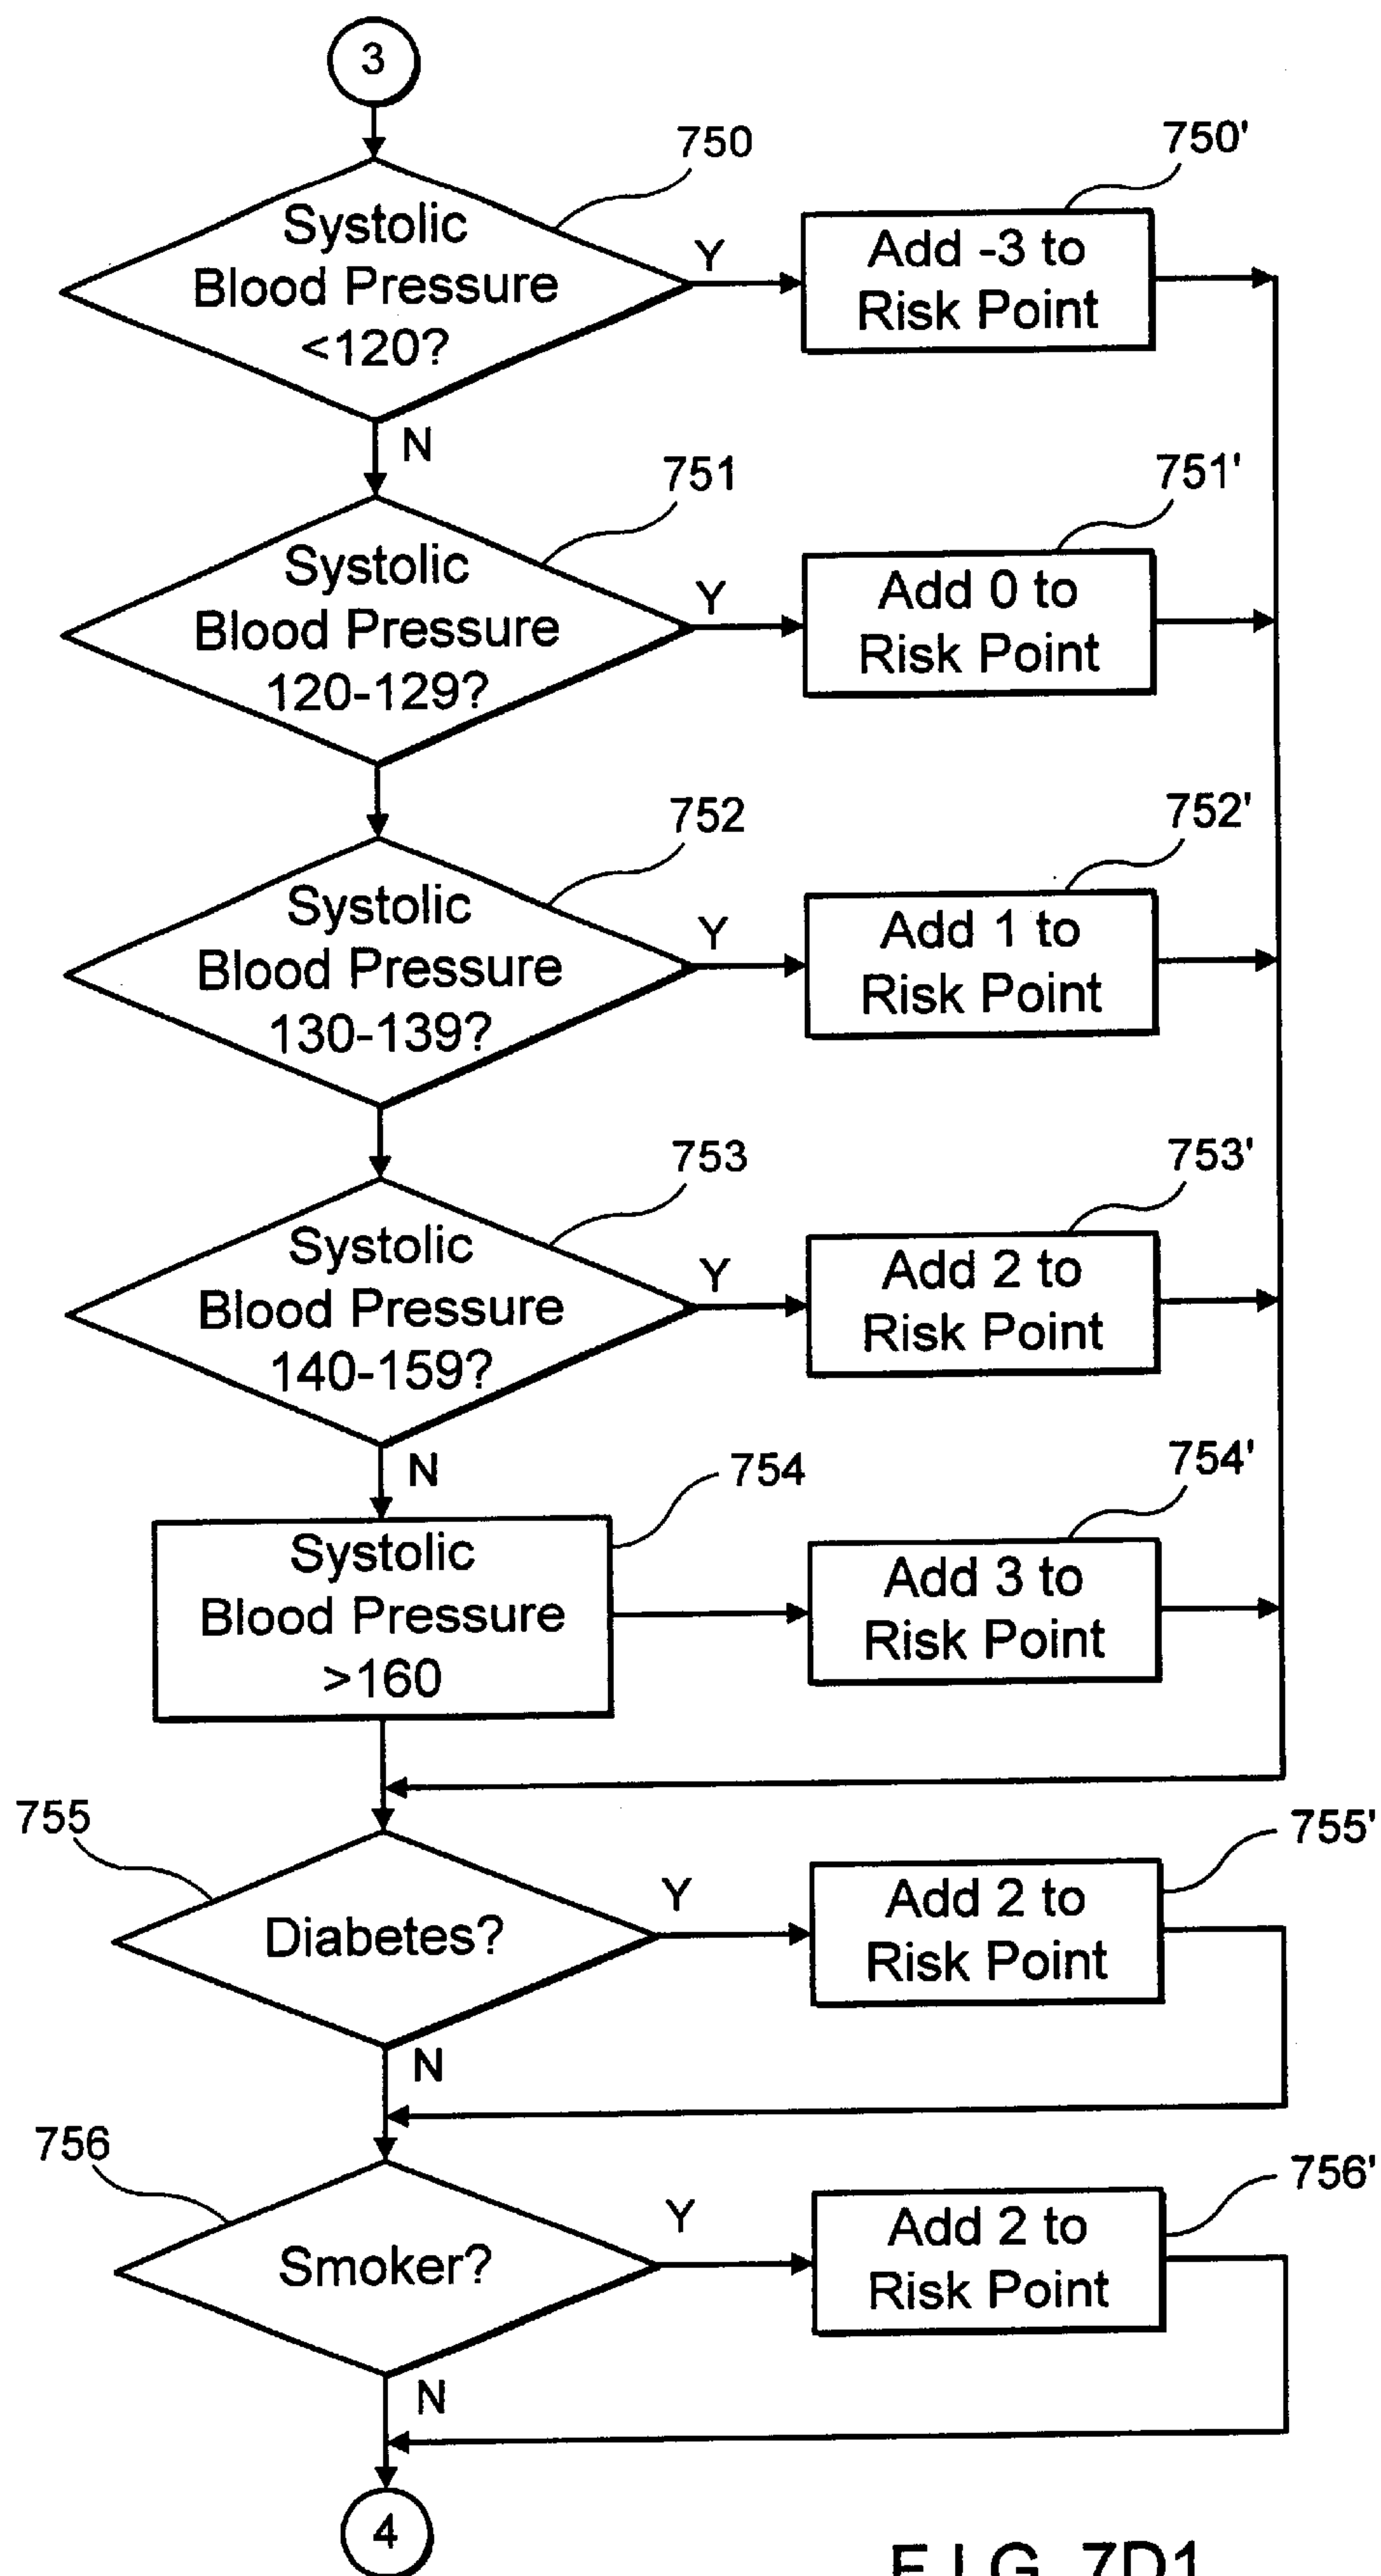 3
750
750'
Systolic
Blood Pressure
<120?
Y
Add -3 to
Risk Point
N
751
751'
Systolic
Blood Pressure
120-129?
Y
Add 0 to
Risk Point
752
752'
Systolic
Blood Pressure
130-139?
Y
Add 1 to
Risk Point
753
753'
Systolic
Blood Pressure
140-159?
Y
Add 2 to
Risk Point
N
754
754'
Systolic
Blood Pressure
>160
Add 3 to
Risk Point
755
755'
Diabetes?
Y
Add 2 to
Risk Point
N
756
756'
Smoker?
Y
Add 2 to
Risk Point
N
4
FIG. 7D1